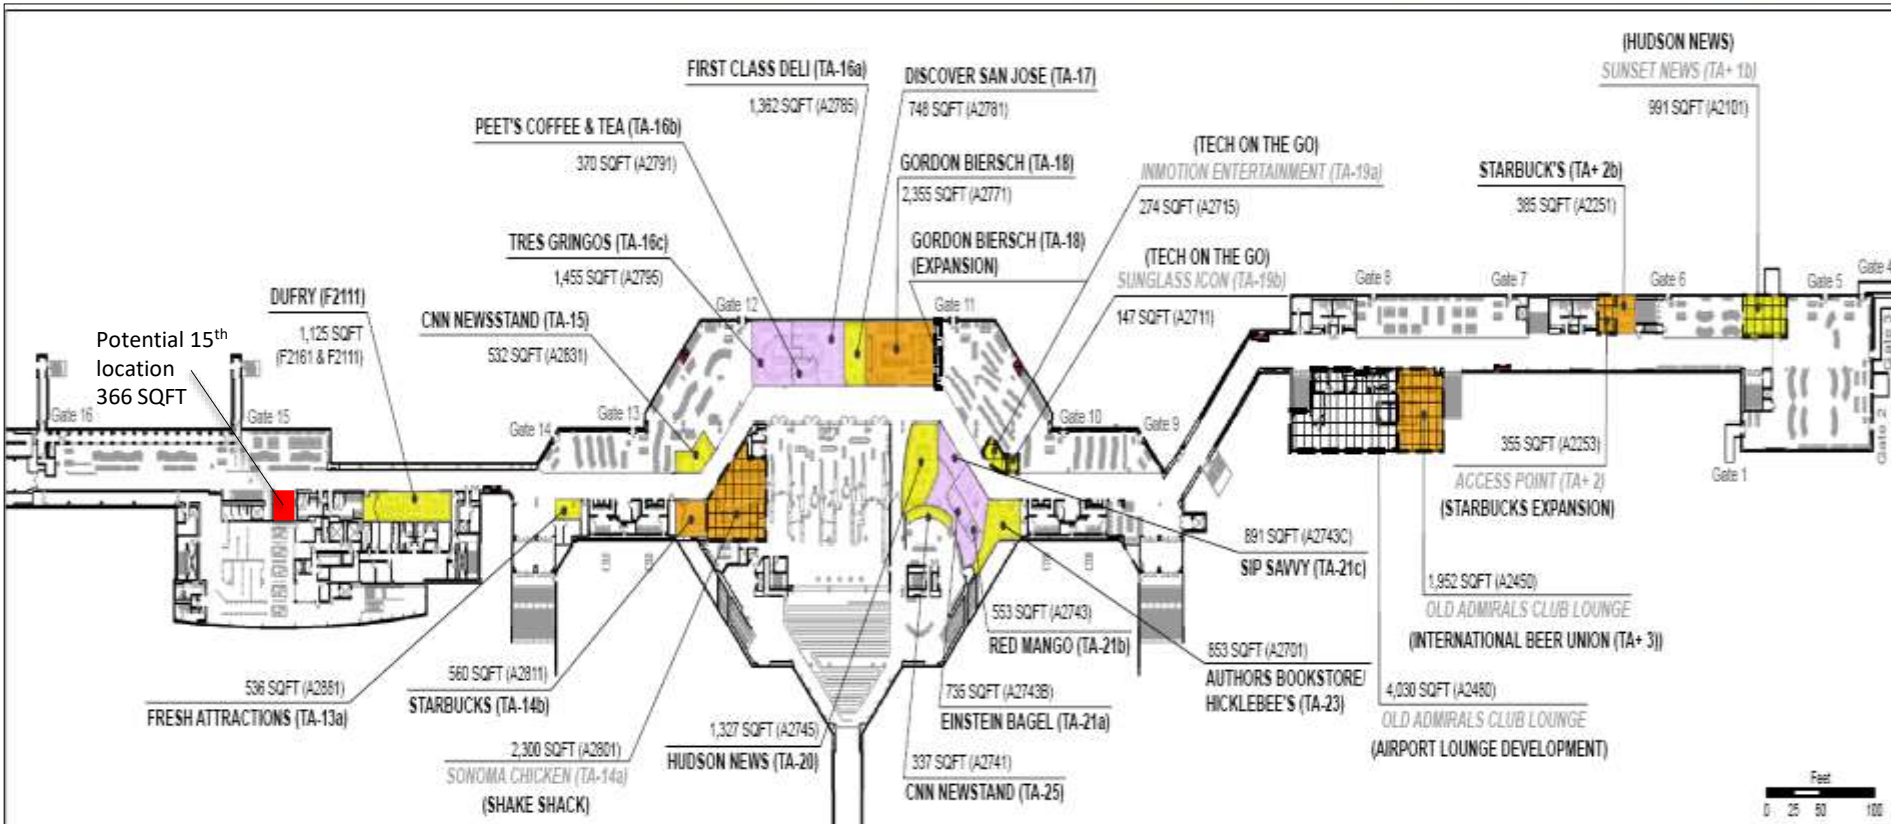 (HUDSON NEWS)
SUNSET NEWS (TA+ 1b)
991 SQFT (A2101)
FIRST CLASS DELI (TA-16a)
1,362 SQFT (A2785)
DISCOVER SAN JOSE (TA-17)
748 SQFT (A2781)
PEET'S COFFEE & TEA (TA-16b)
370 SQFT (A2791)
GORDON BIERSCH (TA-18)
2,355 SQFT (A2771)
(TECH ON THE GO)
INMOTION ENTERTAINMENT (TA-19a)
274 SQFT (A2715)
STARBUCK'S (TA+ 2b)
385 SQFT (A2251)
TRES GRINGOS (TA-16c)
1,455 SQFT (A2795)
GORDON BIERSCH (TA-18)
(EXPANSION)
(TECH ON THE GO)
SUNGLASS ICON (TA-19b)
147 SQFT (A2711)
DUFRY (F2111)
1,125 SQFT
(F2161 & F2111)
CNN NEWSSTAND (TA-15)
532 SQFT (A2831)
Potential 15th
location
366 SQFT
Gate 16
Gate 15
Gate 14
Gate 13
Gate 12
Gate 11
Gate 10
Gate 9
Gate 8
Gate 7
Gate 6
Gate 5
Gate 4
Gate 3
Gate 2
Gate 1
355 SQFT (A2253)
ACCESS POINT (TA+ 2)
(STARBUCKS EXPANSION)
891 SQFT (A2743C)
SIP SAVVY (TA-21c)
1,952 SQFT (A2450)
OLD ADMIRALS CLUB LOUNGE
(INTERNATIONAL BEER UNION (TA+ 3))
553 SQFT (A2743)
RED MANGO (TA-21b)
853 SQFT (A2701)
AUTHORS BOOKSTORE/
HICKLEBEE'S (TA-23)
4,030 SQFT (A2480)
OLD ADMIRALS CLUB LOUNGE
(AIRPORT LOUNGE DEVELOPMENT)
536 SQFT (A2881)
FRESH ATTRACTIONS (TA-13a)
560 SQFT (A2811)
STARBUCKS (TA-14b)
736 SQFT (A2743B)
EINSTEIN BAGEL (TA-21a)
1,327 SQFT (A2745)
HUDSON NEWS (TA-20)
2,300 SQFT (A2801)
SONOMA CHICKEN (TA-14a)
(SHAKE SHACK)
337 SQFT (A2741)
CNN NEWSTAND (TA-25)
Feet
0 25 50 100